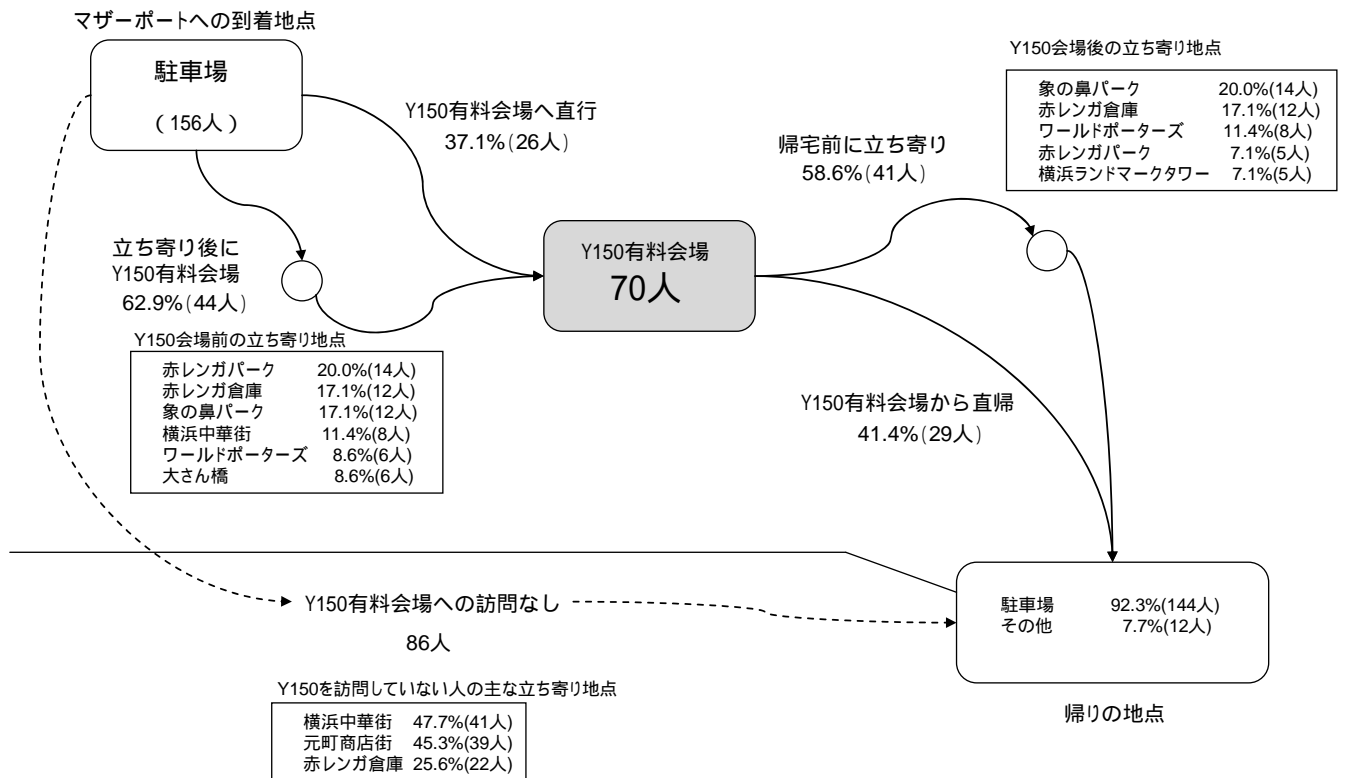 マザーポートへの到着地点
駐車場
(156人)
Y150有料会場へ直行
37.1%(26人)
立ち寄り後に
Y150有料会場
62.9%(44人)
Y150会場前の立ち寄り地点
赤レンガパーク 20.0%(14人)
赤レンガ倉庫 17.1%(12人)
象の鼻パーク 17.1%(12人)
横浜中華街 11.4%(8人)
ワールドポーターズ 8.6%(6人)
大さん橋 8.6%(6人)
Y150有料会場
70人
帰宅前に立ち寄り
58.6%(41人)
Y150会場後の立ち寄り地点
象の鼻パーク 20.0%(14人)
赤レンガ倉庫 17.1%(12人)
ワールドポーターズ 11.4%(8人)
赤レンガパーク 7.1%(5人)
横浜ランドマークタワー 7.1%(5人)
Y150有料会場から直帰
41.4%(29人)
Y150有料会場への訪問なし
86人
Y150を訪問していない人の主な立ち寄り地点
横浜中華街 47.7%(41人)
元町商店街 45.3%(39人)
赤レンガ倉庫 25.6%(22人)
駐車場 92.3%(144人)
その他 7.7%(12人)
帰りの地点